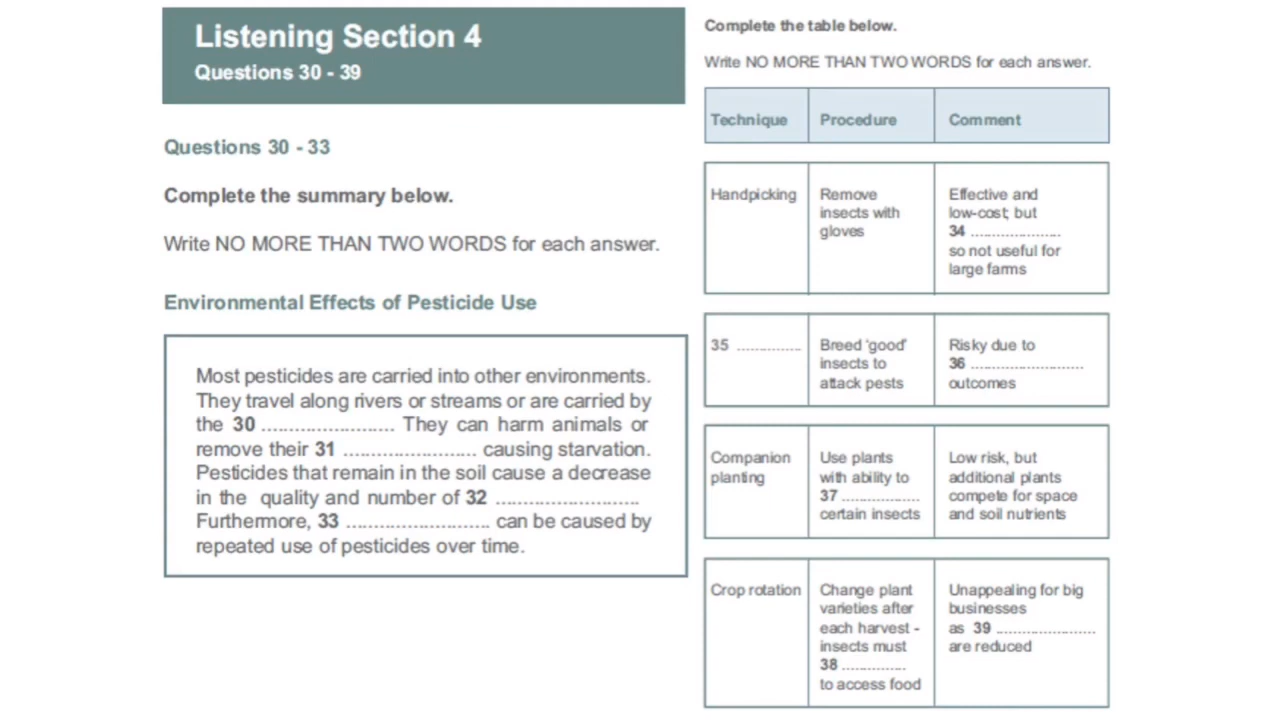 Listening Section 4
Questions 30 - 39
Questions 30 - 33
Complete the summary below.
Write NO MORE THAN TWO WORDS for each answer.
Environmental Effects of Pesticide Use
Most pesticides are carried into other environments.
They travel along rivers or streams or are carried by
the 30 ........................ They can harm animals or
remove their 31 ........................ causing starvation.
Pesticides that remain in the soil cause a decrease
in the quality and number of 32 ..........................
Furthermore, 33 .......................... can be caused by
repeated use of pesticides over time.
Complete the table below.
Write NO MORE THAN TWO WORDS for each answer.
Technique Procedure Comment
Handpicking
Remove
insects with
gloves
Effective and
low-cost; but
34 ......................
so not useful for
large farms
35 ................
Breed 'good'
insects to
attack pests
Risky due to
36 ...........................
outcomes
Companion
planting
Use plants
with ability to
37 ...................
certain insects
Low risk, but
additional plants
compete for space
and soil nutrients
Crop rotation
Change plant
varieties after
each harvest -
insects must
38 ................
to access food
Unappealing for big
businesses
as 39 ........................
are reduced